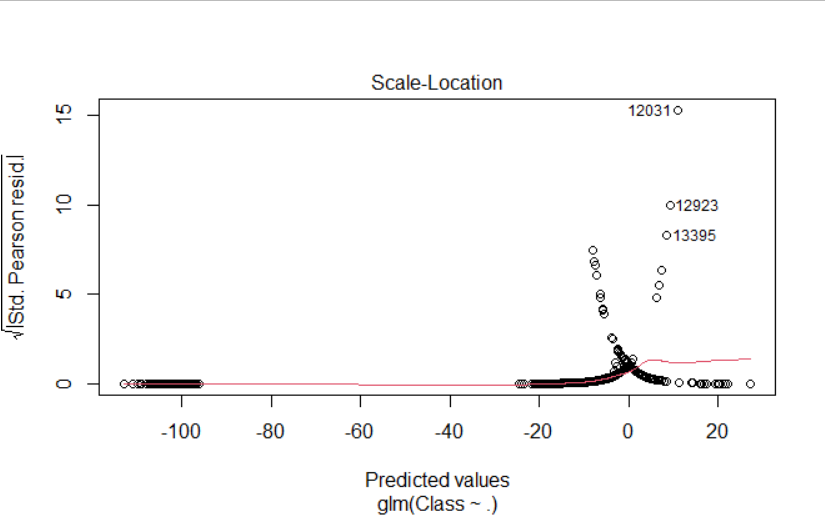 Scale-Location
√|Std. Pearson resid.|
15
10
5
0
12031
12923
13395
-100 -80 -60 -40 -20 0 20
Predicted values
glm(Class ~ .)